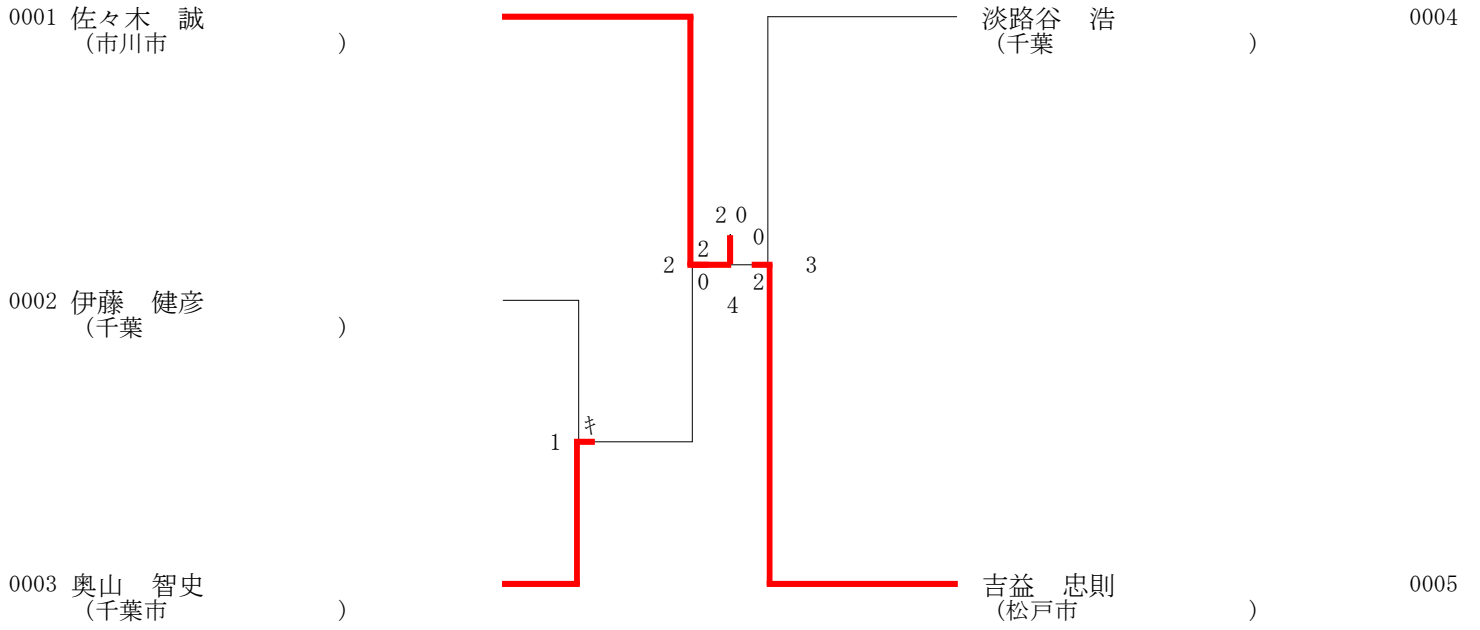 0001 佐々木　誠
(市川市　　　　　　　)
淡路谷　浩 0004
(千葉　　　　　　　　)
2 0
0
2
2
3
0
2
4
0002 伊藤　健彦
(千葉　　　　　　　　)
ｷ
1
0003 奥山　智史
(千葉市　　　　　　　)
吉益　忠則 0005
(松戸市　　　　　　　)